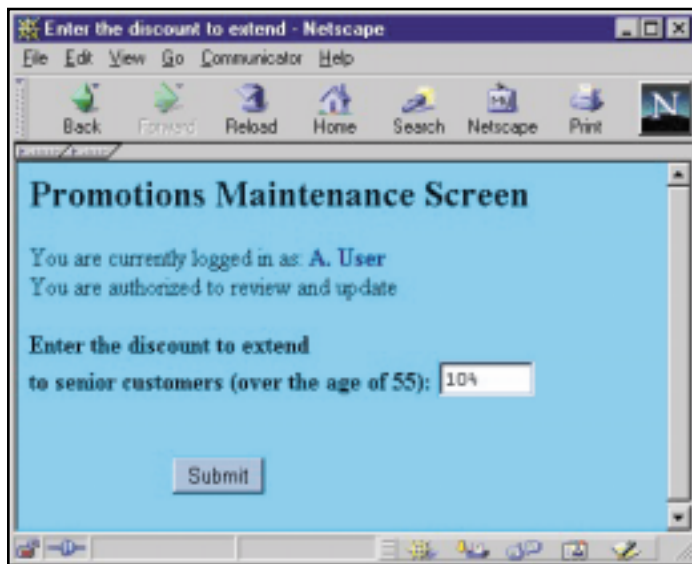 Enter the discount to extend - Netscape
File Edit View Go Communicator Help
Back Forward Reload Home Search Netscape Print
N
Promotions Maintenance Screen
You are currently logged in as: A. User
You are authorized to review and update
Enter the discount to extend
to senior customers (over the age of 55): 10%
Submit